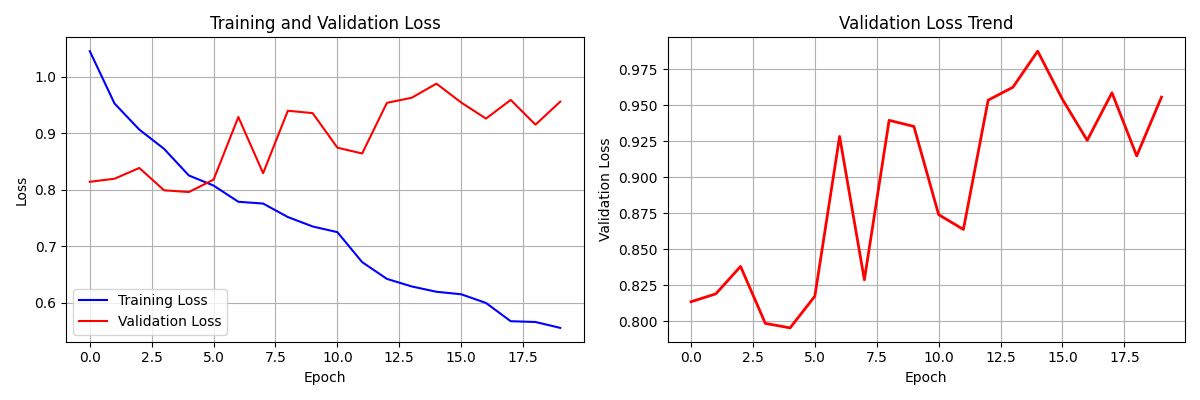 Training and Validation Loss
Loss
1.0
0.9
0.8
0.7
0.6
Training Loss
Validation Loss
0.0 2.5 5.0 7.5 10.0 12.5 15.0 17.5
Epoch
Validation Loss Trend
Validation Loss
0.975
0.950
0.925
0.900
0.875
0.850
0.825
0.800
0.0 2.5 5.0 7.5 10.0 12.5 15.0 17.5
Epoch